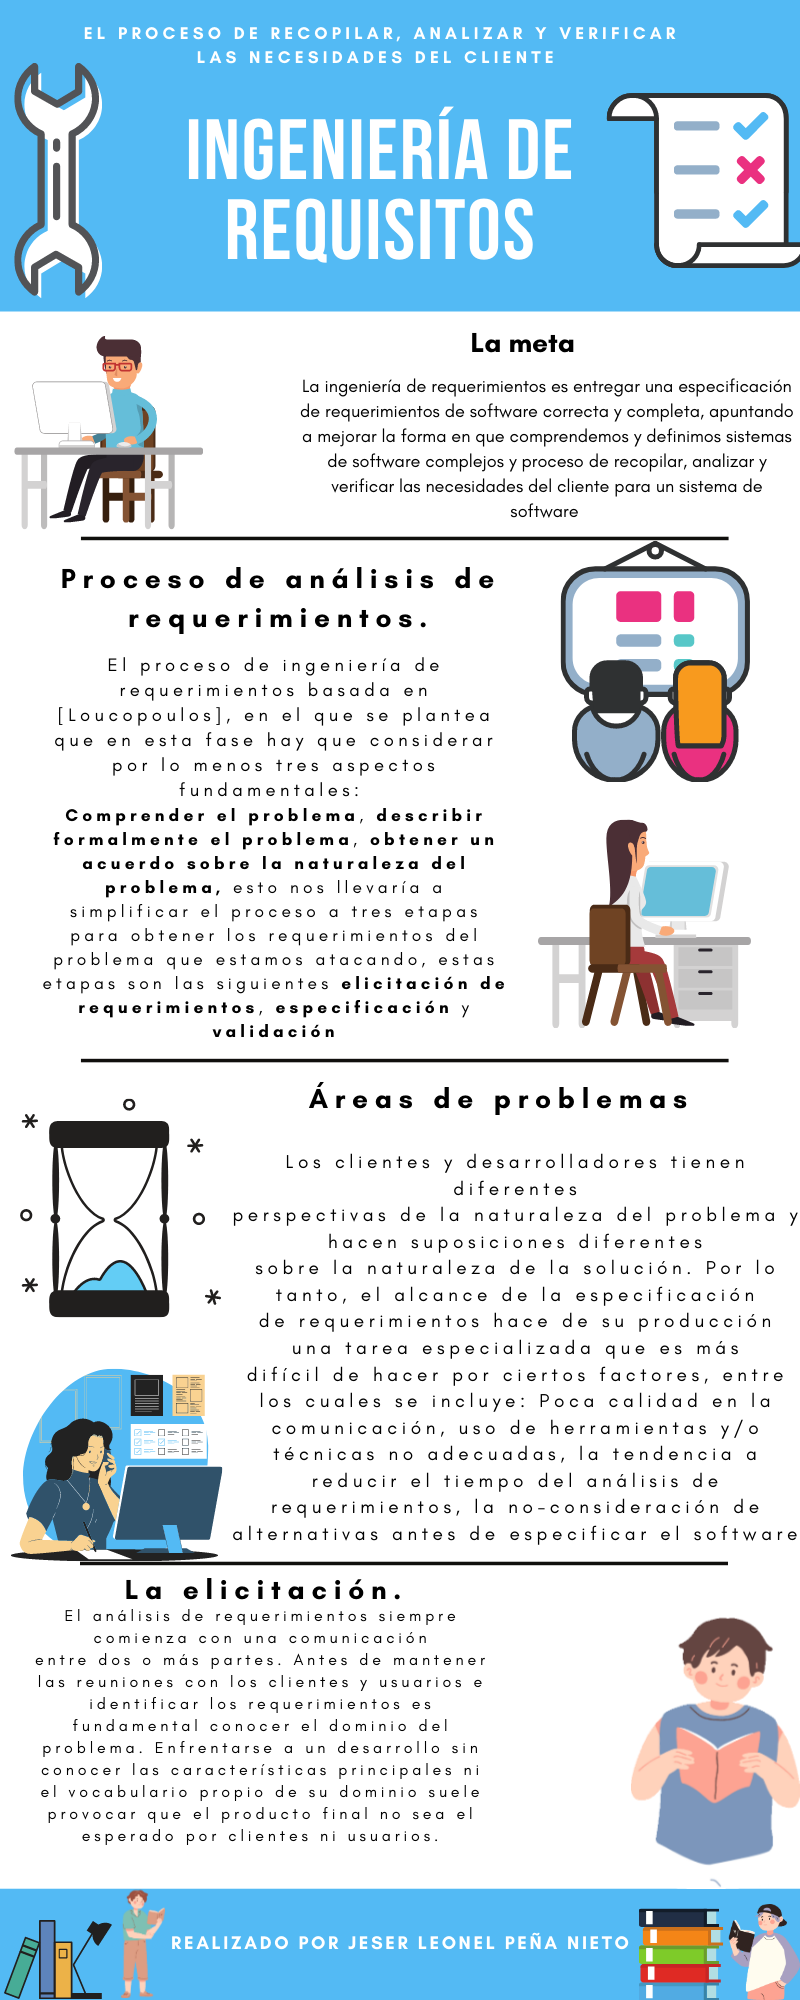 EL PROCESO DE RECOPILAR, ANALIZAR Y VERIFICAR
LAS NECESIDADES DEL CLIENTE
INGENIERÍA DE
REQUISITOS
La meta
La ingeniería de requerimientos es entregar una especificación
de requerimientos de software correcta y completa, apuntando
a mejorar la forma en que comprendemos y definimos sistemas
de software complejos y proceso de recopilar, analizar y
verificar las necesidades del cliente para un sistema de
software
Proceso de análisis de
requerimientos.
El proceso de ingeniería de
requerimientos basada en
[Loucopoulos], en el que se plantea
que en esta fase hay que considerar
por lo menos tres aspectos
fundamentales:
Comprender el problema, describir
formalmente el problema, obtener un
acuerdo sobre la naturaleza del
problema, esto nos llevaría a
simplificar el proceso a tres etapas
para obtener los requerimientos del
problema que estamos atacando, estas
etapas son las siguientes elicitación de
requerimientos, especificación y
validación
Áreas de problemas
Los clientes y desarrolladores tienen
diferentes
perspectivas de la naturaleza del problema y
hacen suposiciones diferentes
sobre la naturaleza de la solución. Por lo
tanto, el alcance de la especificación
de requerimientos hace de su producción
una tarea especializada que es más
difícil de hacer por ciertos factores, entre
los cuales se incluye: Poca calidad en la
comunicación, uso de herramientas y/o
técnicas no adecuadas, la tendencia a
reducir el tiempo del análisis de
requerimientos, la no-consideración de
alternativas antes de especificar el software
La elicitación.
El análisis de requerimientos siempre
comienza con una comunicación
entre dos o más partes. Antes de mantener
las reuniones con los clientes y usuarios e
identificar los requerimientos es
fundamental conocer el dominio del
problema. Enfrentarse a un desarrollo sin
conocer las características principales ni
el vocabulario propio de su dominio suele
provocar que el producto final no sea el
esperado por clientes ni usuarios.
REALIZADO POR JESER LEONEL PEÑA NIETO